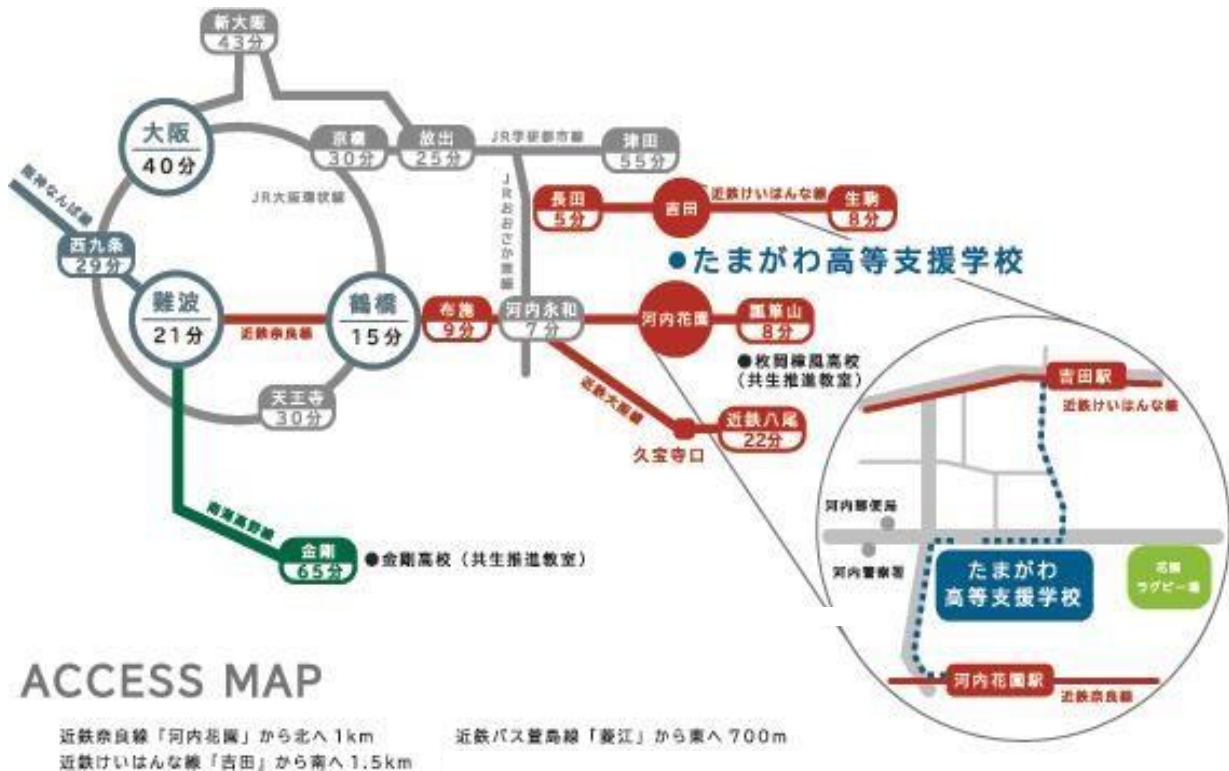 新大阪
43分
大阪
40分
京橋
30分
放出
25分
JR学研都市線
津田
55分
阪神なんば線
JR大阪環状線
JRおおさか東線
長田
5分
吉田
近鉄けいはんな線
生駒
8分
西九条
29分
●たまがわ高等支援学校
難波
21分
近鉄奈良線
鶴橋
15分
布施
9分
河内永和
7分
河内花園
瓢箪山
8分
●枚岡樟風高校
(共生推進教室)
天王寺
30分
近鉄大阪線
近鉄八尾
22分
久宝寺口
南海高野線
金剛
65分
●金剛高校(共生推進教室)
吉田駅
近鉄けいはんな線
河内郵便局
河内警察署
たまがわ
高等支援学校
花園
ラグビー場
河内花園駅
近鉄奈良線
ACCESS MAP
近鉄奈良線「河内花園」から北へ1km
近鉄バス萱島線「菱江」から東へ700m
近鉄けいはんな線「吉田」から南へ1.5km